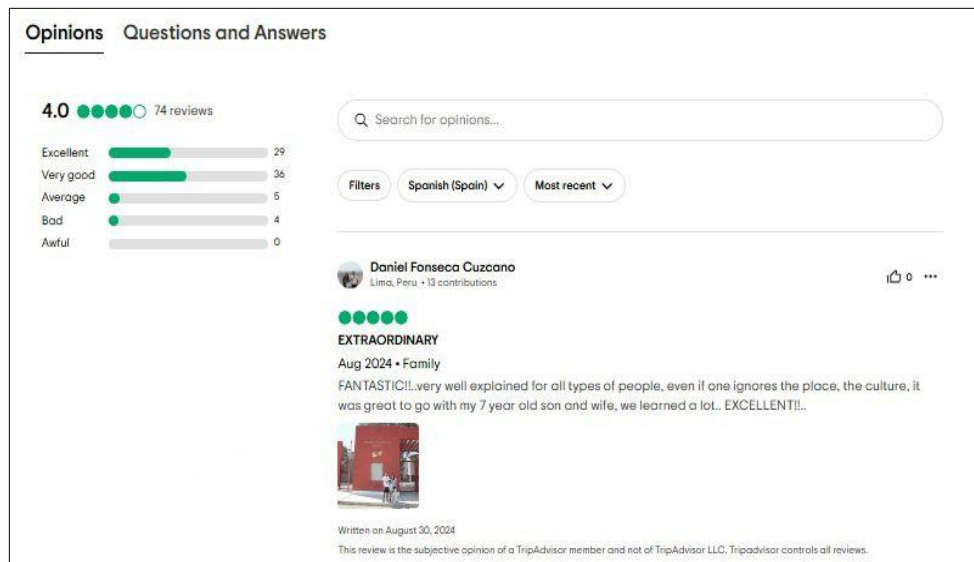 Opinions Questions and Answers
4.0 74 reviews
Excellent 29
Very good 36
Average 5
Bad 4
Awful 0
Search for opinions...
Filters Spanish (Spain) Most recent
Daniel Fonseca Cuzcano
Lima, Peru • 13 contributions
0 •••
EXTRAORDINARY
Aug 2024 • Family
FANTASTIC!!..very well explained for all types of people, even if one ignores the place, the culture, it
was great to go with my 7 year old son and wife, we learned a lot.. EXCELLENT!!..
Written on August 30, 2024
This review is the subjective opinion of a TripAdvisor member and not of TripAdvisor LLC. Tripadvisor controls all reviews.